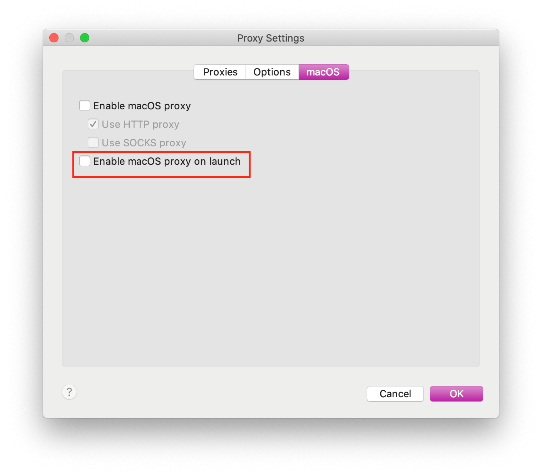 Proxy Settings
Proxies Options macOS
Enable macOS proxy
Use HTTP proxy
Use SOCKS proxy
Enable macOS proxy on launch
? Cancel OK